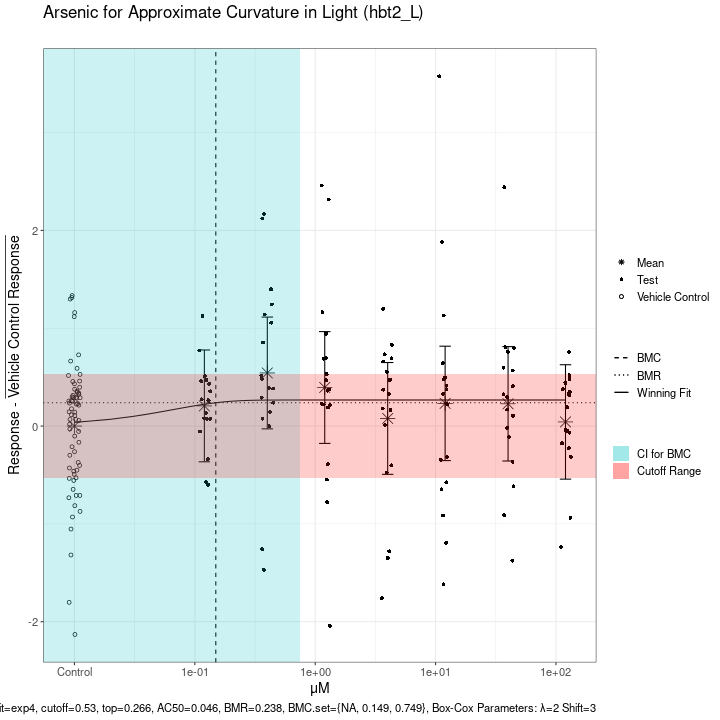 Arsenic for Approximate Curvature in Light (hbt2_L)
Response - Vehicle Control Response
2
0
-2
Control
1e-01
1e+00
1e+01
1e+02
μM
Mean
Test
Vehicle Control
BMC
BMR
Winning Fit
CI for BMC
Cutoff Range
it=exp4, cutoff=0.53, top=0.266, AC50=0.046, BMR=0.238, BMC.set={NA, 0.149, 0.749}, Box-Cox Parameters: λ=2 Shift=3